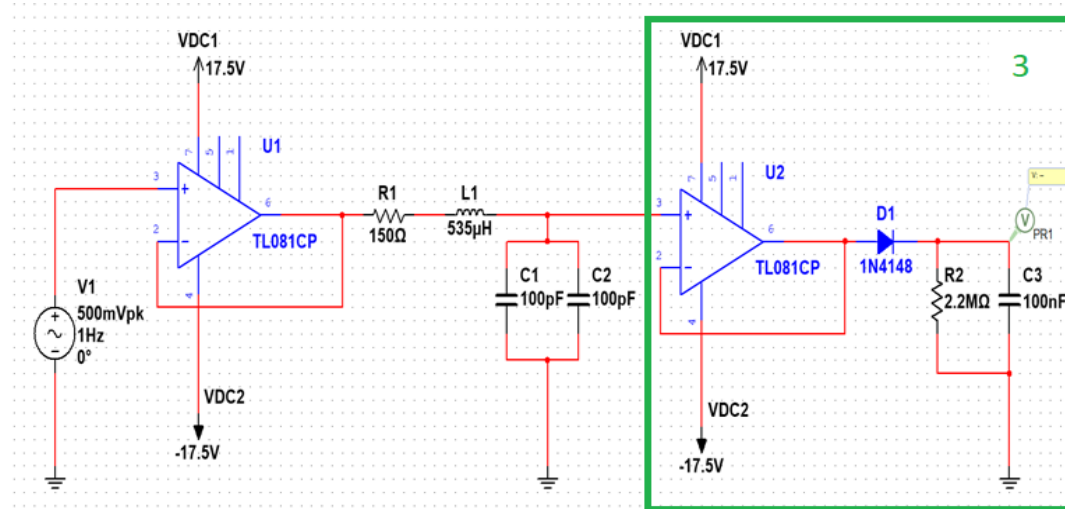 VDC1
17.5V
7
5
1
U1
3
+
2
−
6
4
TL081CP
V1
500mVpk
1Hz
0°
+
−
VDC2
-17.5V
R1
150Ω
L1
535µH
C1
100pF
C2
100pF
3
VDC1
17.5V
7
5
1
U2
3
+
2
−
6
4
TL081CP
VDC2
-17.5V
D1
1N4148
R2
2.2MΩ
C3
100nF
V: --
V
PR1